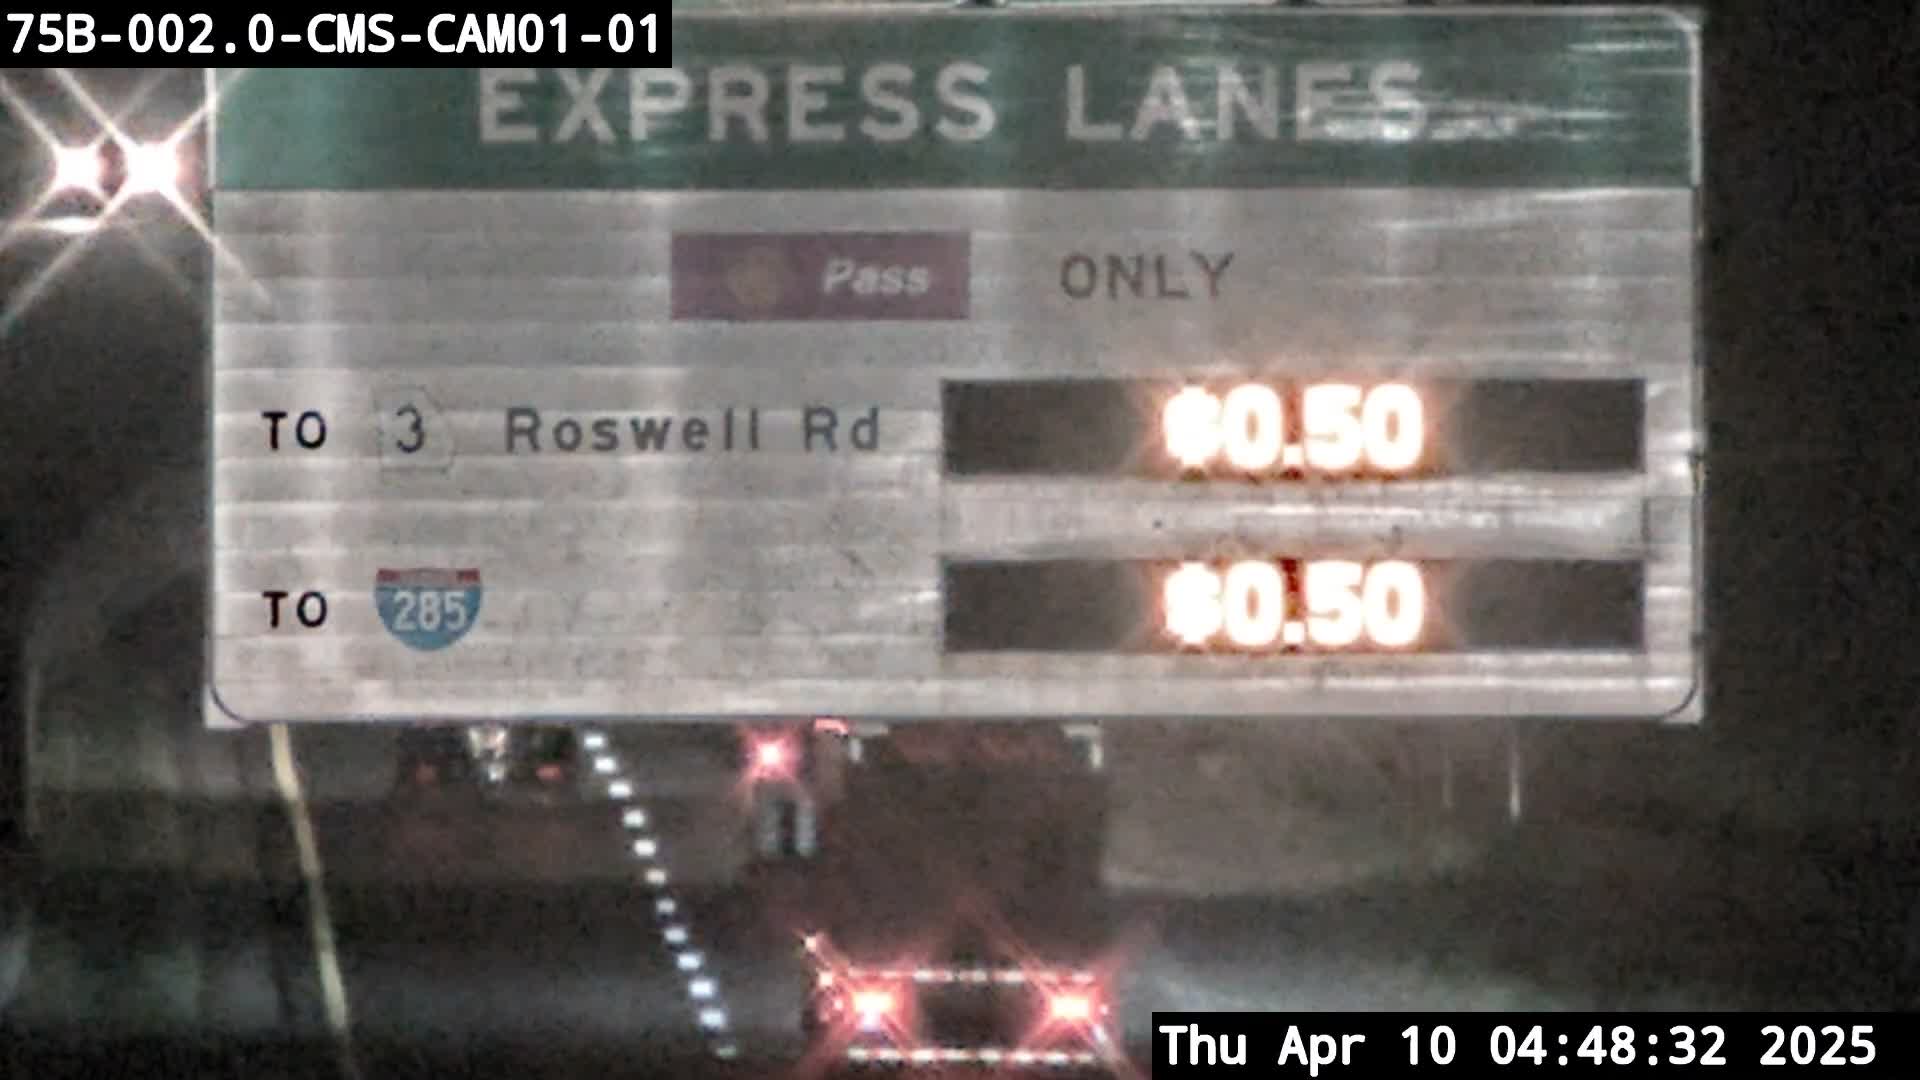 75B-002.0-CMS-CAM01-01
EXPRESS LANES
Pass ONLY
TO 3 Roswell Rd $0.50
TO 285 $0.50
Thu Apr 10 04:48:32 2025